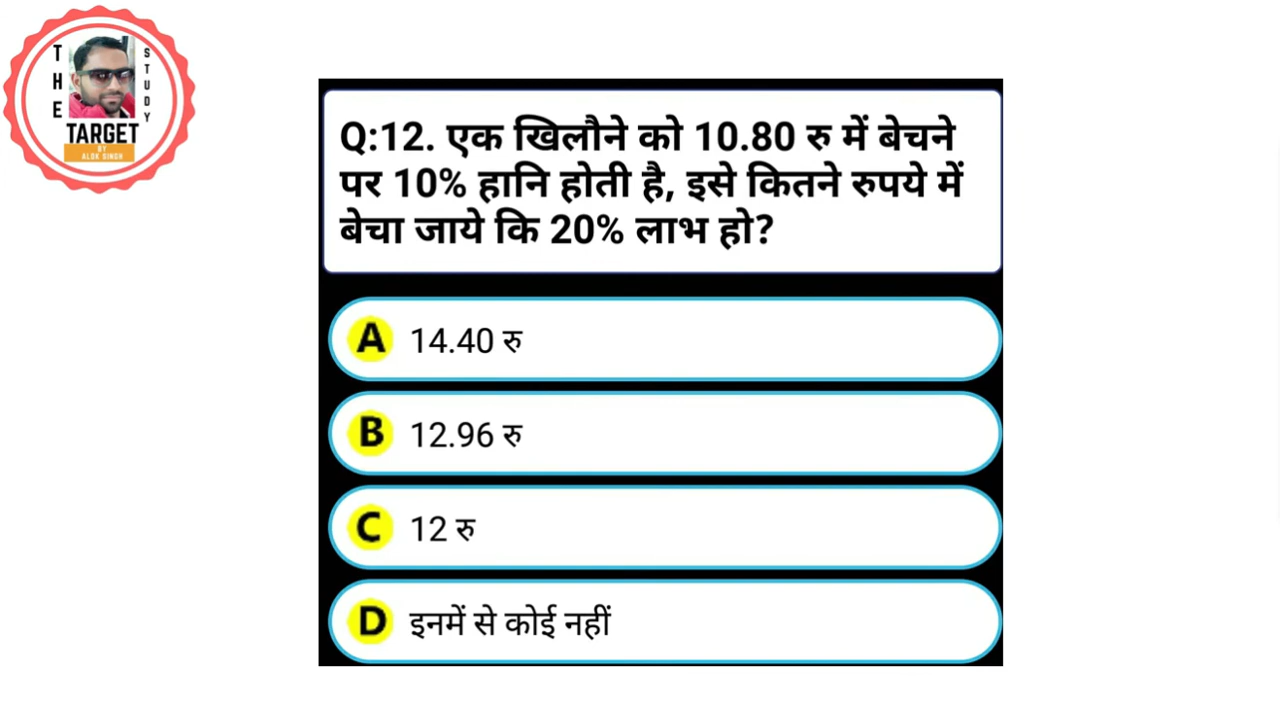 THE
STUDY
TARGET
BY
ALOK SINGH
Q:12. एक खिलौने को 10.80 रु में बेचने
पर 10% हानि होती है, इसे कितने रुपये में
बेचा जाये कि 20% लाभ हो?
A 14.40 रु
B 12.96 रु
C 12 रु
D इनमें से कोई नहीं